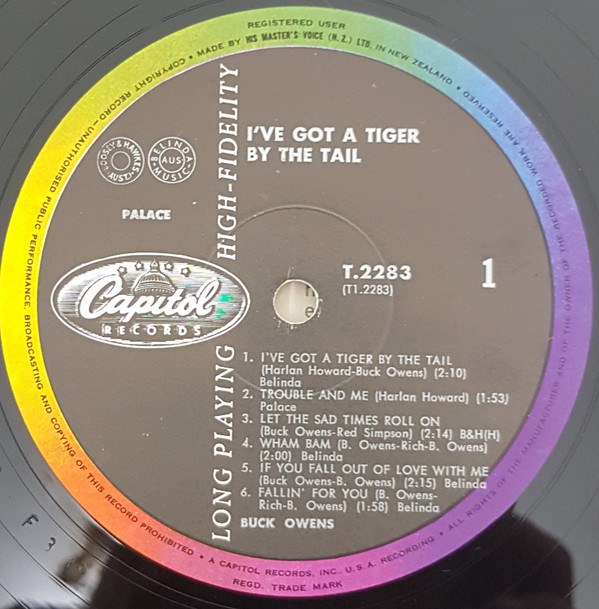 REGISTERED USER
COPYRIGHT RECORD—UNAUTHORISED PUBLIC PERFORMANCE, BROADCASTING AND COPYING OF THIS RECORD PROHIBITED • A CAPITOL RECORDS, INC. U.S.A. RECORDING • ALL RIGHTS OF THE MANUFACTURER AND OF THE OWNER OF THE RECORDED WORK ARE RESERVED •
MADE BY HIS MASTER'S VOICE (N.Z.) LTD. IN NEW ZEALAND •
REGD. TRADE MARK
I'VE GOT A TIGER
BY THE TAIL
BOOSEY & HAWKES
AUST.
BELINDA
AUS
MUSIC
PALACE
LONG PLAYING HIGH-FIDELITY
Capitol
RECORDS
T.2283
(T1.2283)
1
1. I'VE GOT A TIGER BY THE TAIL
(Harlan Howard-Buck Owens) (2:10)
Belinda
2. TROUBLE AND ME (Harlan Howard) (1:53)
Palace
3. LET THE SAD TIMES ROLL ON
(Buck Owens-Red Simpson) (2:14) B&H(H)
4. WHAM BAM (B. Owens-Rich-B. Owens)
(2:00) Belinda
5. IF YOU FALL OUT OF LOVE WITH ME
(Buck Owens-B. Owens) (2:15) Belinda
6. FALLIN' FOR YOU (B. Owens-
Rich-B. Owens) (1:58) Belinda
BUCK OWENS